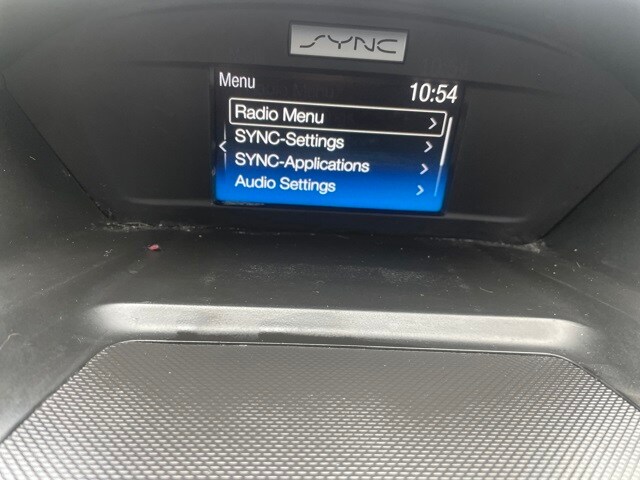 SYNC
Menu 10:54
Radio Menu
SYNC-Settings
SYNC-Applications
Audio Settings